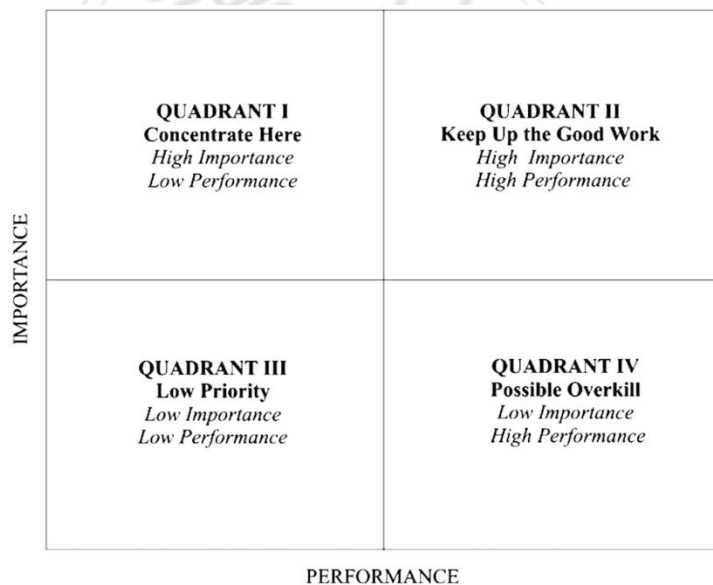 QUADRANT I
Concentrate Here
High Importance
Low Performance
QUADRANT II
Keep Up the Good Work
High Importance
High Performance
IMPORTANCE
QUADRANT III
Low Priority
Low Importance
Low Performance
QUADRANT IV
Possible Overkill
Low Importance
High Performance
PERFORMANCE